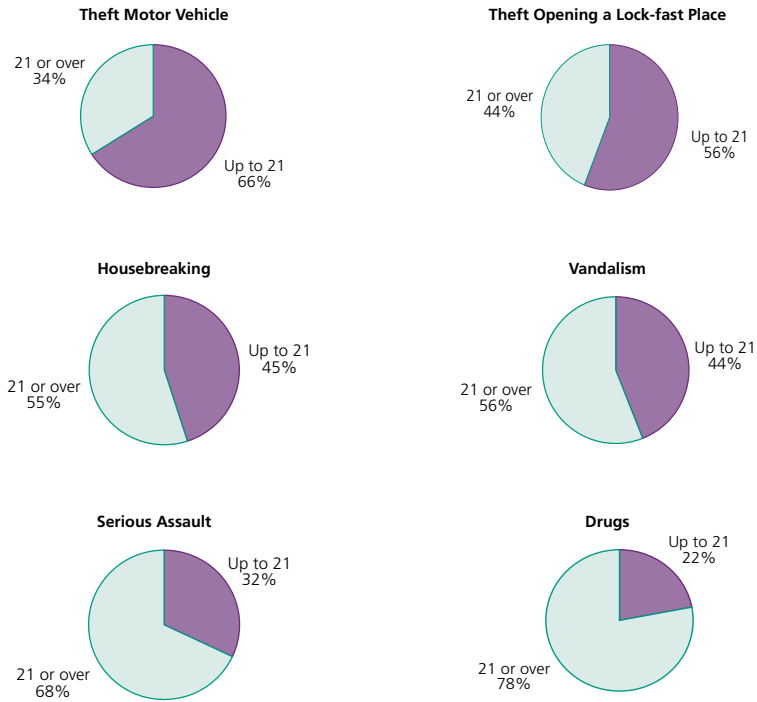 Theft Motor Vehicle
21 or over
34%
Up to 21
66%
Theft Opening a Lock-fast Place
21 or over
44%
Up to 21
56%
Housebreaking
Up to 21
45%
21 or over
55%
Vandalism
Up to 21
44%
21 or over
56%
Serious Assault
Up to 21
32%
21 or over
68%
Drugs
Up to 21
22%
21 or over
78%